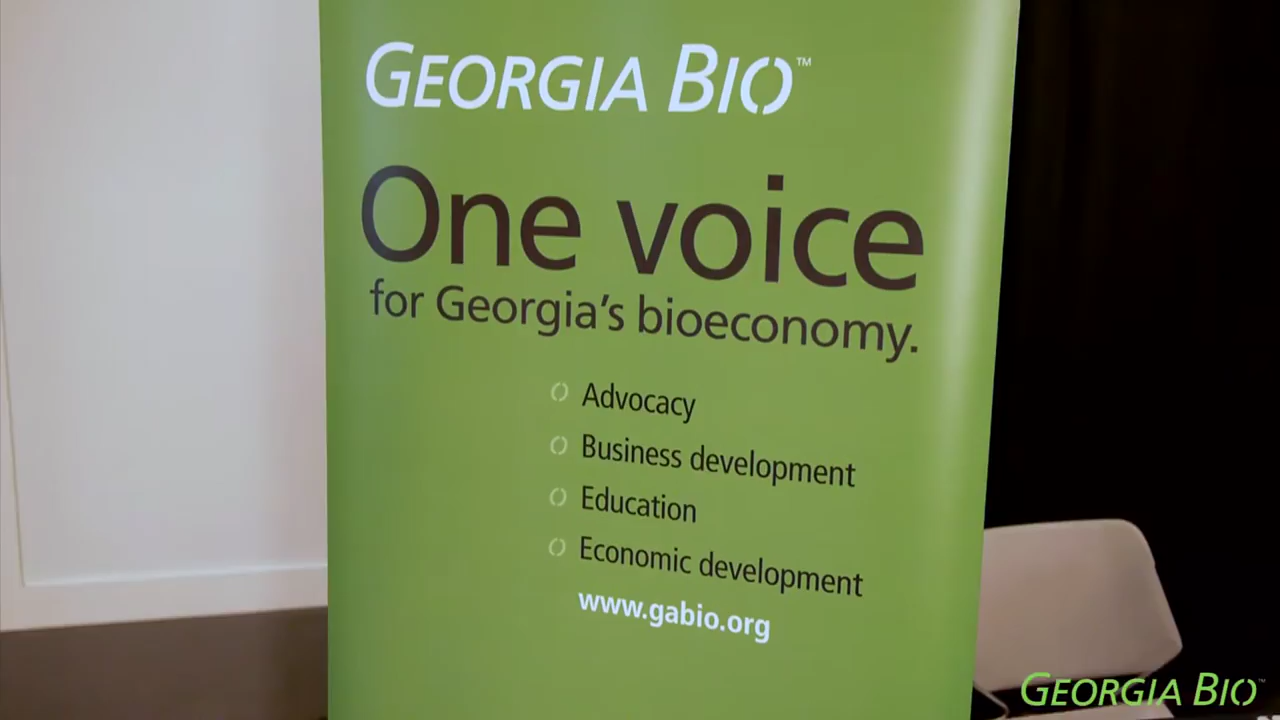 GEORGIA BIO™
One voice
for Georgia's bioeconomy.
Advocacy
Business development
Education
Economic development
www.gabio.org
GEORGIA BIO™